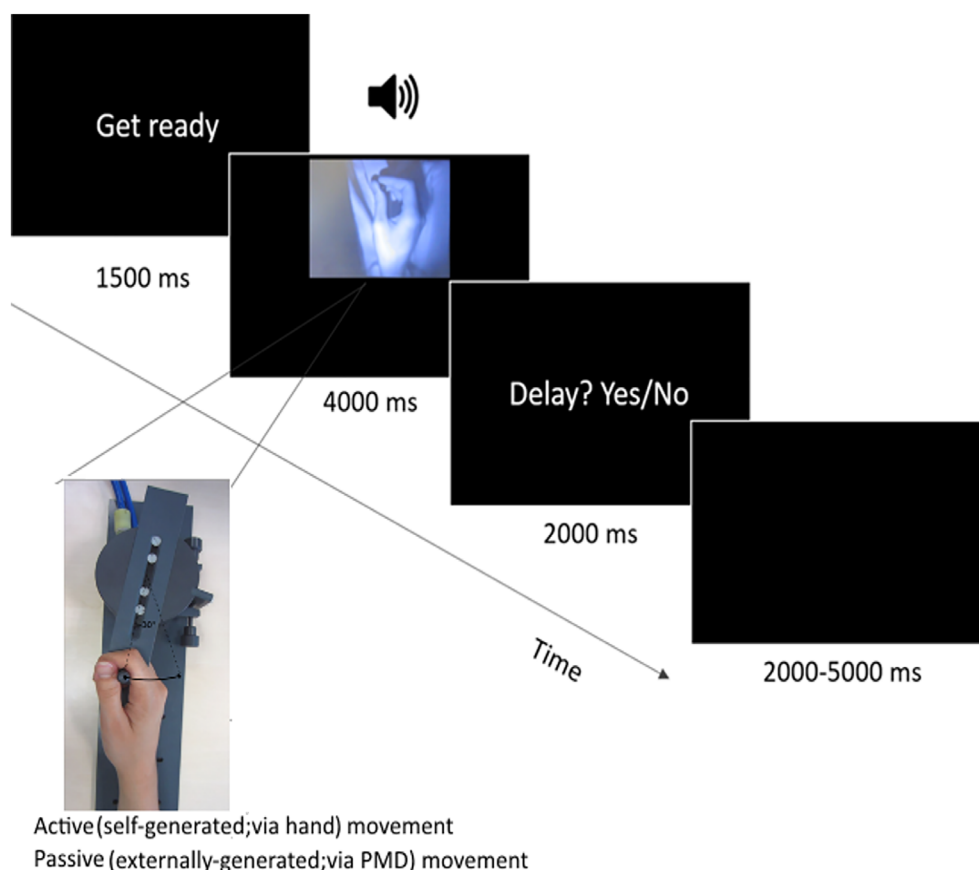 Get ready
1500 ms
4000 ms
Delay? Yes/No
2000 ms
2000-5000 ms
Time
Active (self-generated;via hand) movement
Passive (externally-generated;via PMD) movement